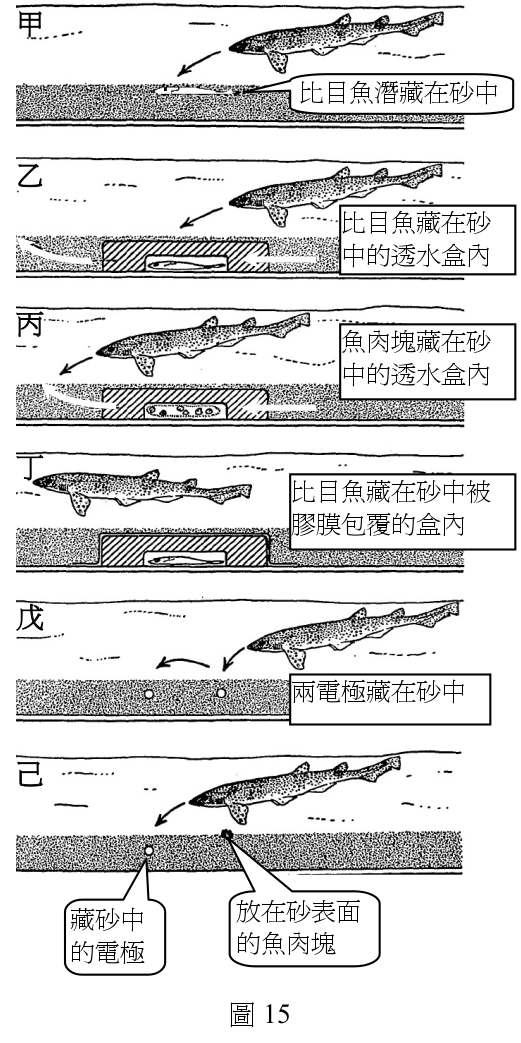 甲
比目魚潛藏在砂中
乙
比目魚藏在砂
中的透水盒內
丙
魚肉塊藏在砂
中的透水盒內
丁
比目魚藏在砂中被
膠膜包覆的盒內
戊
兩電極藏在砂中
己
藏砂中
的電極
放在砂表面
的魚肉塊
圖 15